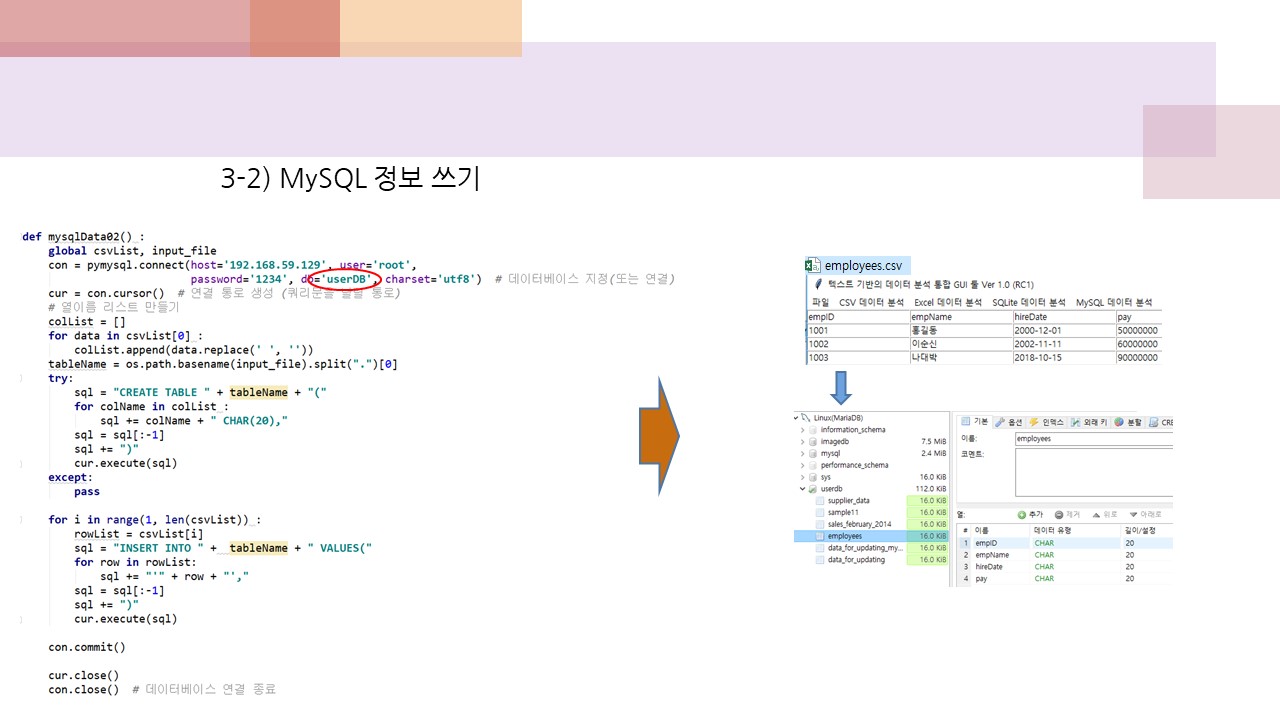 3-2) MySQL 정보 쓰기
def mysqlData02() :
global csvList, input_file
con = pymysql.connect(host='192.168.59.129', user='root',
password='1234', db='userDB', charset='utf8') # 데이터베이스 지정(또는 연결)
cur = con.cursor() # 연결 통로 생성 (쿼리문을 날릴 통로)
# 열이름 리스트 만들기
colList = []
for data in csvList[0] :
colList.append(data.replace(' ', ''))
tableName = os.path.basename(input_file).split(".")[0]
try:
sql = "CREATE TABLE " + tableName + "("
for colName in colList :
sql += colName + " CHAR(20),"
sql = sql[:-1]
sql += ")"
cur.execute(sql)
except:
pass
for i in range(1, len(csvList)) :
rowList = csvList[i]
sql = "INSERT INTO " + tableName + " VALUES("
for row in rowList:
sql += "'" + row + "',"
sql = sql[:-1]
sql += ")"
cur.execute(sql)
con.commit()
cur.close()
con.close() # 데이터베이스 연결 종료
employees.csv
텍스트 기반의 데이터 분석 통합 GUI 툴 Ver 1.0 (RC1)
파일 CSV 데이터 분석 Excel 데이터 분석 SQLite 데이터 분석 MySQL 데이터 분석
empID empName hireDate pay
1001 홍길동 2000-12-01 50000000
1002 이순신 2002-11-11 60000000
1003 나대박 2018-10-15 90000000
Linux(MariaDB)
information_schema
imagedb 7.5 MiB
mysql 2.4 MiB
performance_schema
sys 16.0 KiB
userdb 112.0 KiB
supplier_data 16.0 KiB
sample11 16.0 KiB
sales_february_2014 16.0 KiB
employees 16.0 KiB
data_for_updating_my... 16.0 KiB
data_for_updating 16.0 KiB
기본 옵션 인덱스 외래 키 분할 CRE
이름: employees
코멘트:
열: 추가 제거 위로 아래로
# 이름 데이터 유형 길이/설정
1 empID CHAR 20
2 empName CHAR 20
3 hireDate CHAR 20
4 pay CHAR 20